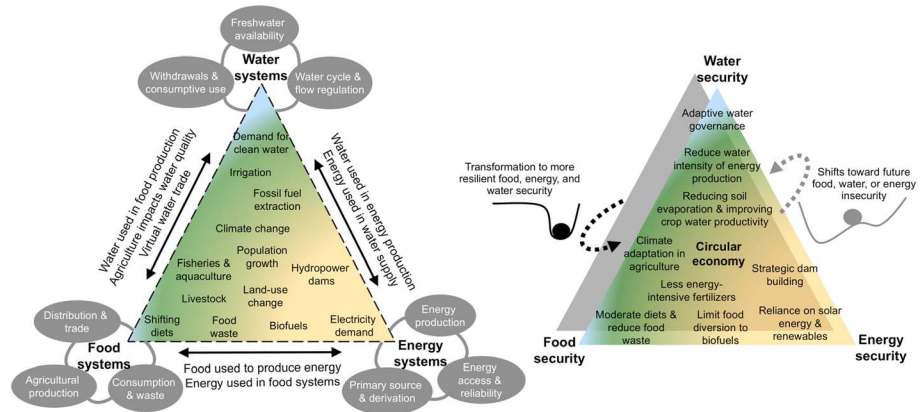 Freshwater
availability
Water
systems
Withdrawals &
consumptive use
Water cycle &
flow regulation
Demand for
clean water
Irrigation
Fossil fuel
extraction
Climate change
Population
growth
Fisheries &
aquaculture
Hydropower
dams
Livestock
Land-use
change
Shifting
diets
Food
waste
Biofuels
Electricity
demand
Water used in food production
Agriculture impacts water quality
Virtual water trade
Water used in energy production
Energy used in water supply
Distribution &
trade
Food
systems
Agricultural
production
Consumption
& waste
Food used to produce energy
Energy used in food systems
Energy
production
Energy
systems
Primary source
& derivation
Energy
access &
reliability
Water
security
Adaptive water
governance
Reduce water
intensity of energy
production
Transformation to more
resilient food, energy, and
water security
Shifts toward future
food, water, or energy
insecurity
Reducing soil
evaporation & improving
crop water productivity
Climate
adaptation in
agriculture
Circular
economy
Strategic dam
building
Less energy-
intensive fertilizers
Moderate diets &
reduce food
waste
Limit food
diversion to
biofuels
Reliance on solar
energy &
renewables
Food
security
Energy security